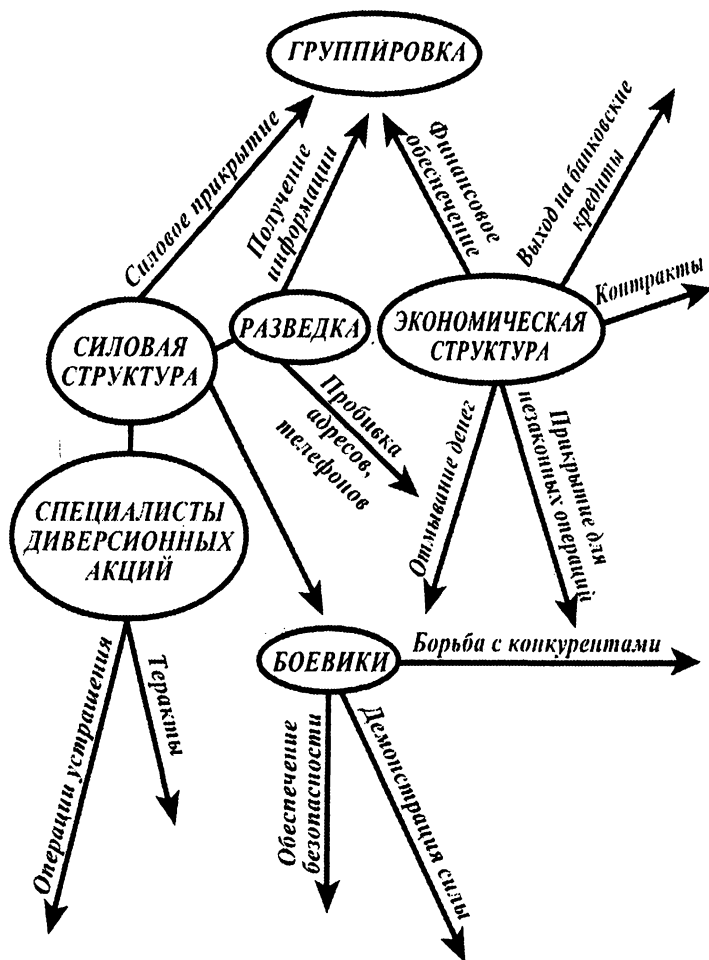 ГРУППИРОВКА
Силовое прикрытие
Получение
информации
Финансовое
обеспечение
Выход на банковские
кредиты
Контракты
СИЛОВАЯ
СТРУКТУРА
РАЗВЕДКА
ЭКОНОМИЧЕСКАЯ
СТРУКТУРА
Пробивка
адресов,
телефонов
Отмывание денег
Прикрытие для
незаконных операций
СПЕЦИАЛИСТЫ
ДИВЕРСИОННЫХ
АКЦИЙ
БОЕВИКИ
Борьба с конкурентами
Операции устрашения
Теракты
Обеспечение
безопасности
Демонстрация силы